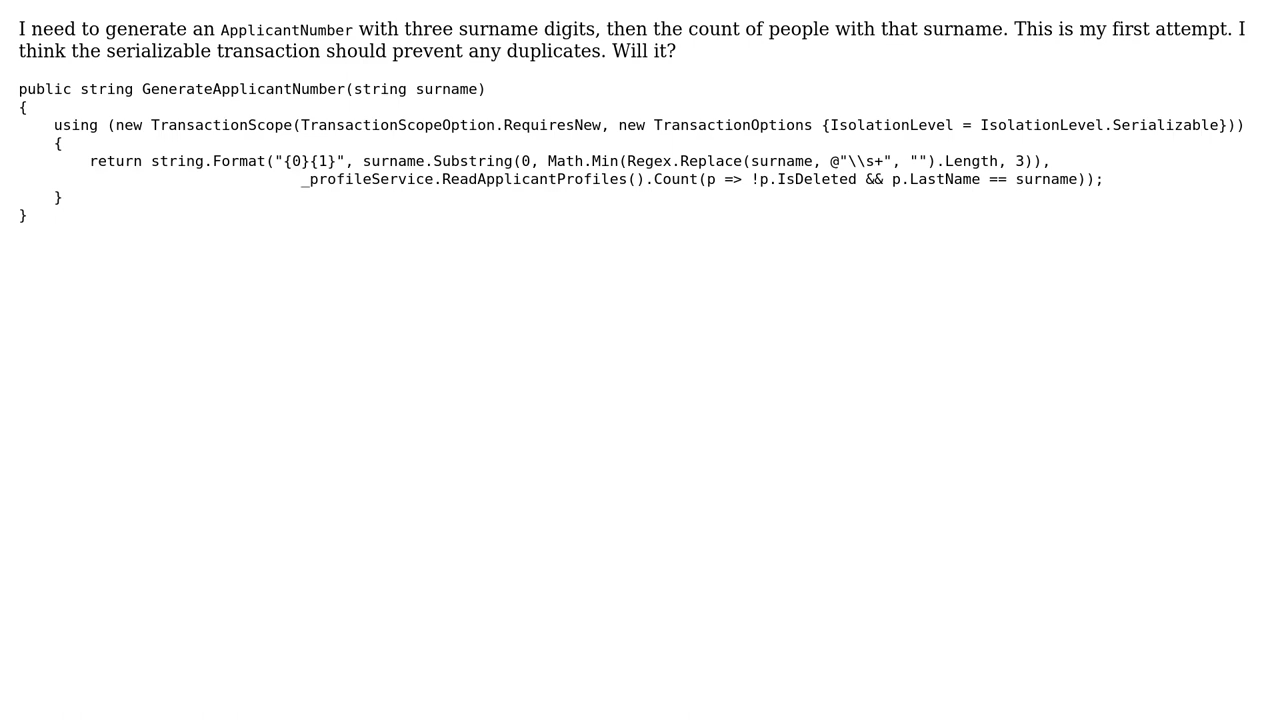 I need to generate an ApplicantNumber with three surname digits, then the count of people with that surname. This is my first attempt. I
think the serializable transaction should prevent any duplicates. Will it?
public string GenerateApplicantNumber(string surname)
{
    using (new TransactionScope(TransactionScopeOption.RequiresNew, new TransactionOptions {IsolationLevel = IsolationLevel.Serializable}))
    {
        return string.Format("{0}{1}", surname.Substring(0, Math.Min(Regex.Replace(surname, @"\\s+", "").Length, 3)),
                                _profileService.ReadApplicantProfiles().Count(p => !p.IsDeleted && p.LastName == surname));
    }
}